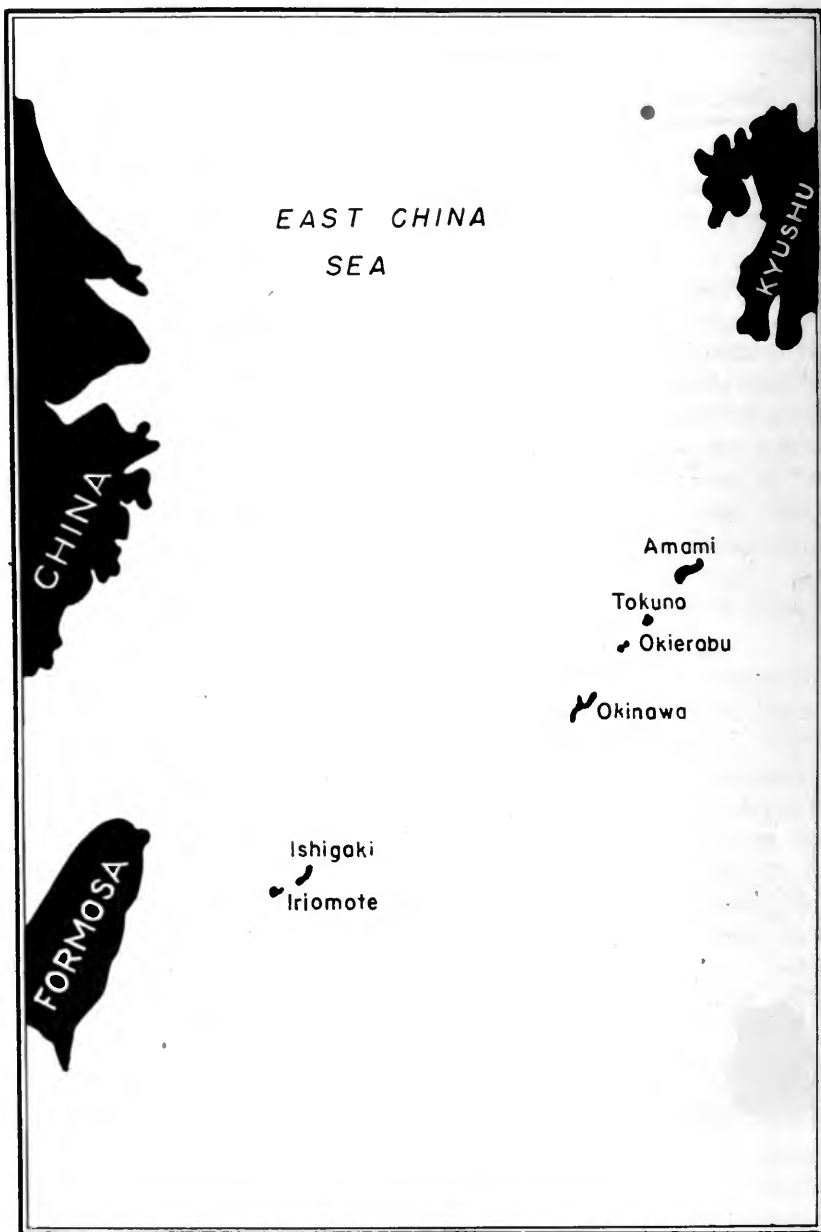 EAST CHINA
SEA
KYUSHU
CHINA
Amami
Tokuno
Okierabu
Okinawa
Ishigaki
Iriomote
FORMOSA